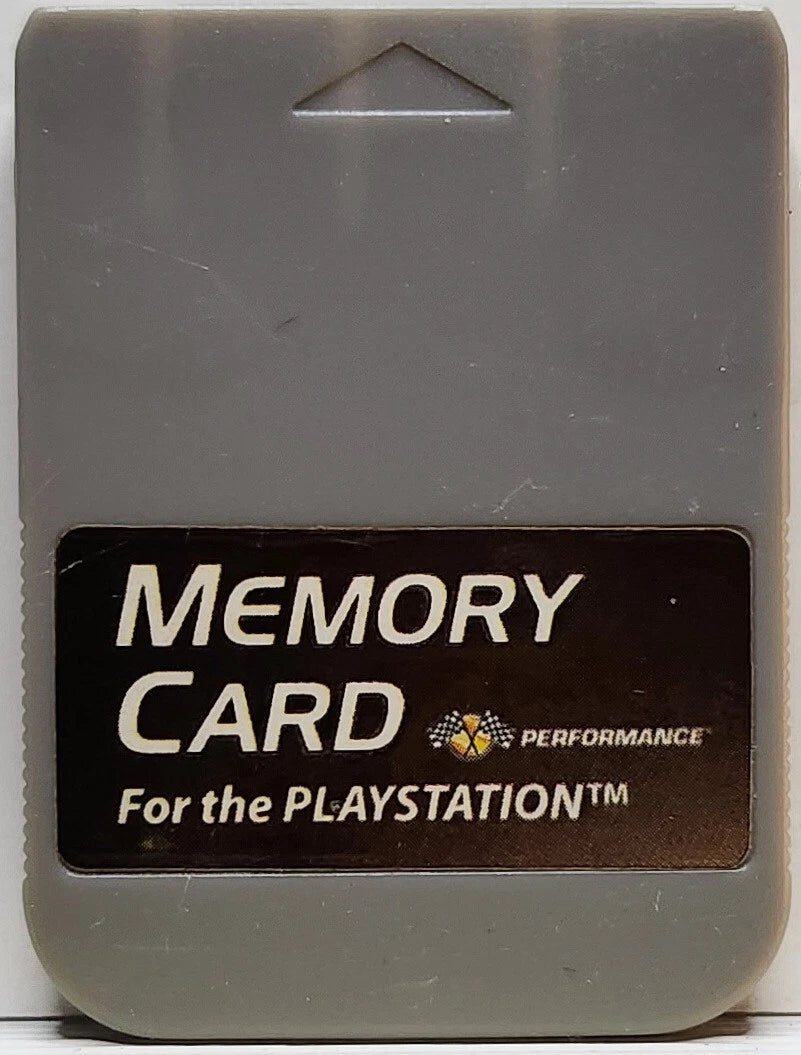 MEMORY
CARD
PERFORMANCE
For the PLAYSTATION™